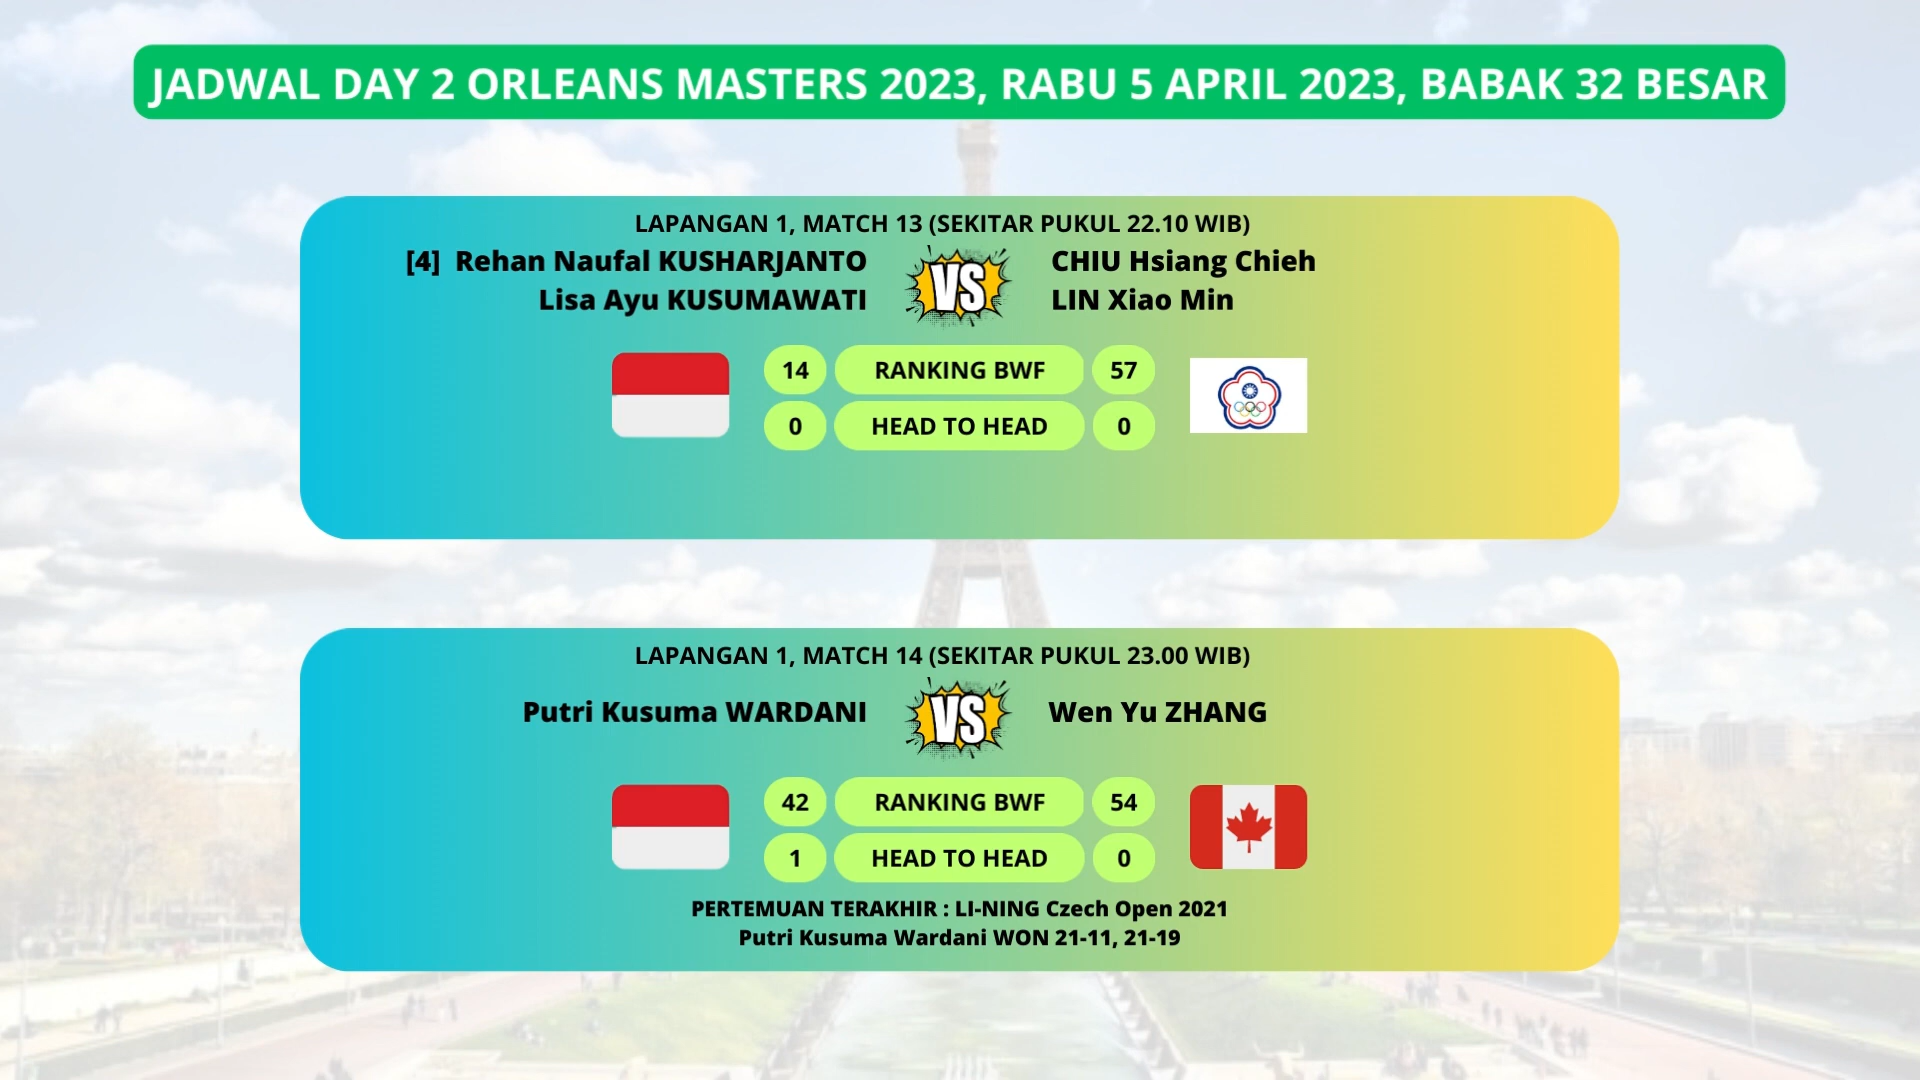 JADWAL DAY 2 ORLEANS MASTERS 2023, RABU 5 APRIL 2023, BABAK 32 BESAR
LAPANGAN 1, MATCH 13 (SEKITAR PUKUL 22.10 WIB)
[4] Rehan Naufal KUSHARJANTO VS CHIU Hsiang Chieh
Lisa Ayu KUSUMAWATI LIN Xiao Min
14 RANKING BWF 57
0 HEAD TO HEAD 0
LAPANGAN 1, MATCH 14 (SEKITAR PUKUL 23.00 WIB)
Putri Kusuma WARDANI VS Wen Yu ZHANG
42 RANKING BWF 54
1 HEAD TO HEAD 0
PERTEMUAN TERAKHIR : LI-NING Czech Open 2021
Putri Kusuma Wardani WON 21-11, 21-19